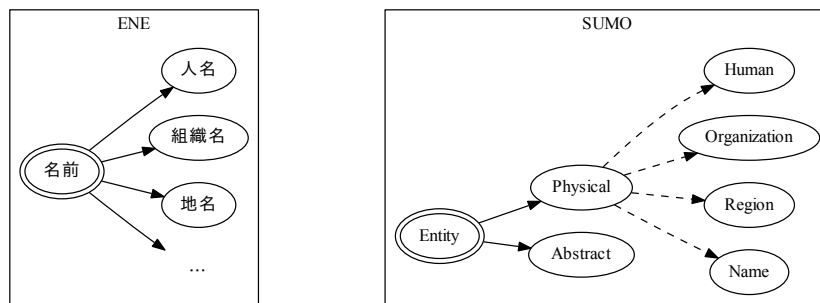 ENE
名前
人名
組織名
地名
...
SUMO
Entity
Physical
Abstract
Human
Organization
Region
Name